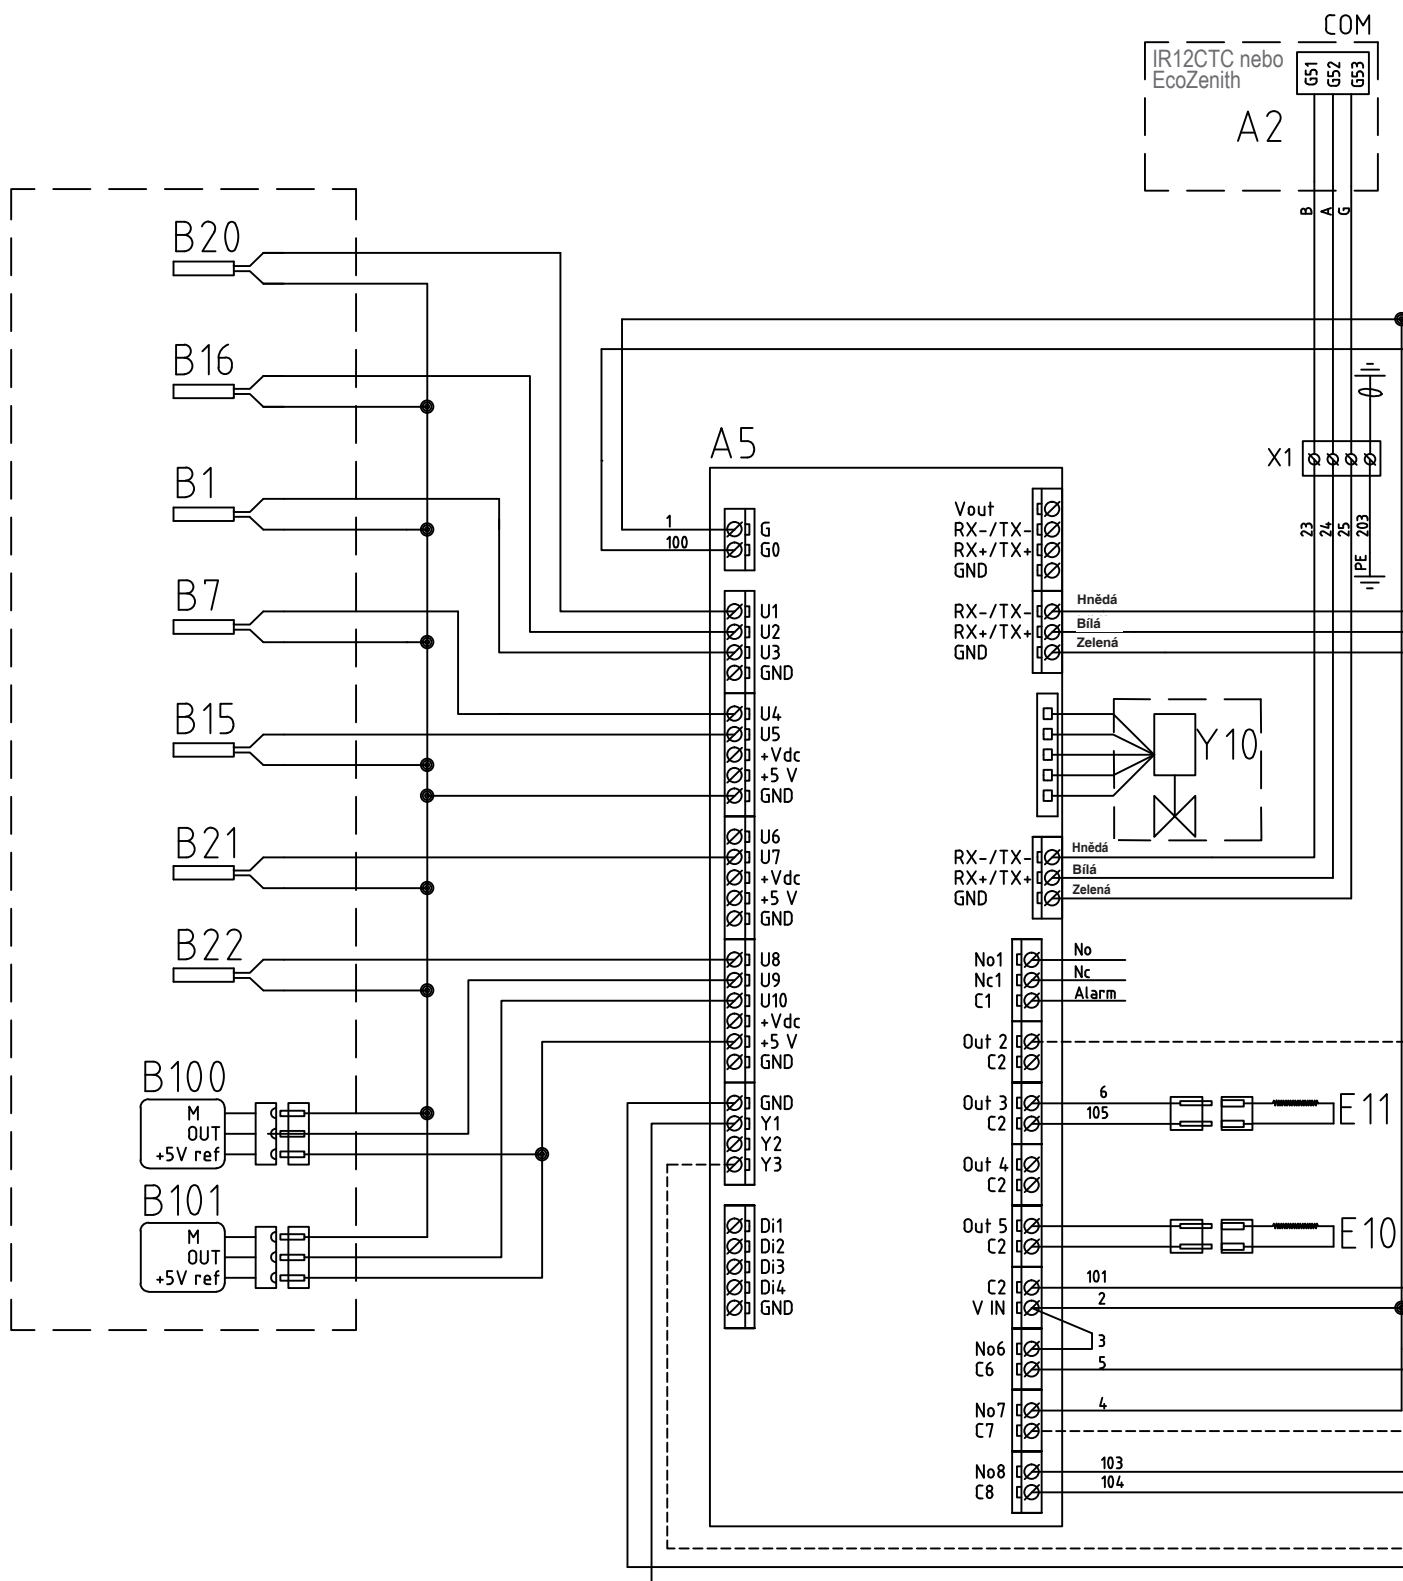 COM
IR12CTC nebo
EcoZenith
G51
G52
G53
A2
B
A
G
B20
B16
B1
B7
B15
B21
B22
B100
M
OUT
+5V ref
B101
M
OUT
+5V ref
A5
1
100
G
G0
U1
U2
U3
GND
U4
U5
+Vdc
+5 V
GND
U6
U7
+Vdc
+5 V
GND
U8
U9
U10
+Vdc
+5 V
GND
GND
Y1
Y2
Y3
Di1
Di2
Di3
Di4
GND
Vout
RX-/TX-
RX+/TX+
GND
RX-/TX-
RX+/TX+
GND
Hnědá
Bílá
Zelená
X1
23
24
25
203
PE
Y10
RX-/TX-
RX+/TX+
GND
Hnědá
Bílá
Zelená
No1
Nc1
C1
No
Nc
Alarm
Out 2
C2
Out 3
C2
6
105
E11
Out 4
C2
Out 5
C2
E10
C2
V IN
101
2
No6
C6
3
5
No7
C7
4
No8
C8
103
104